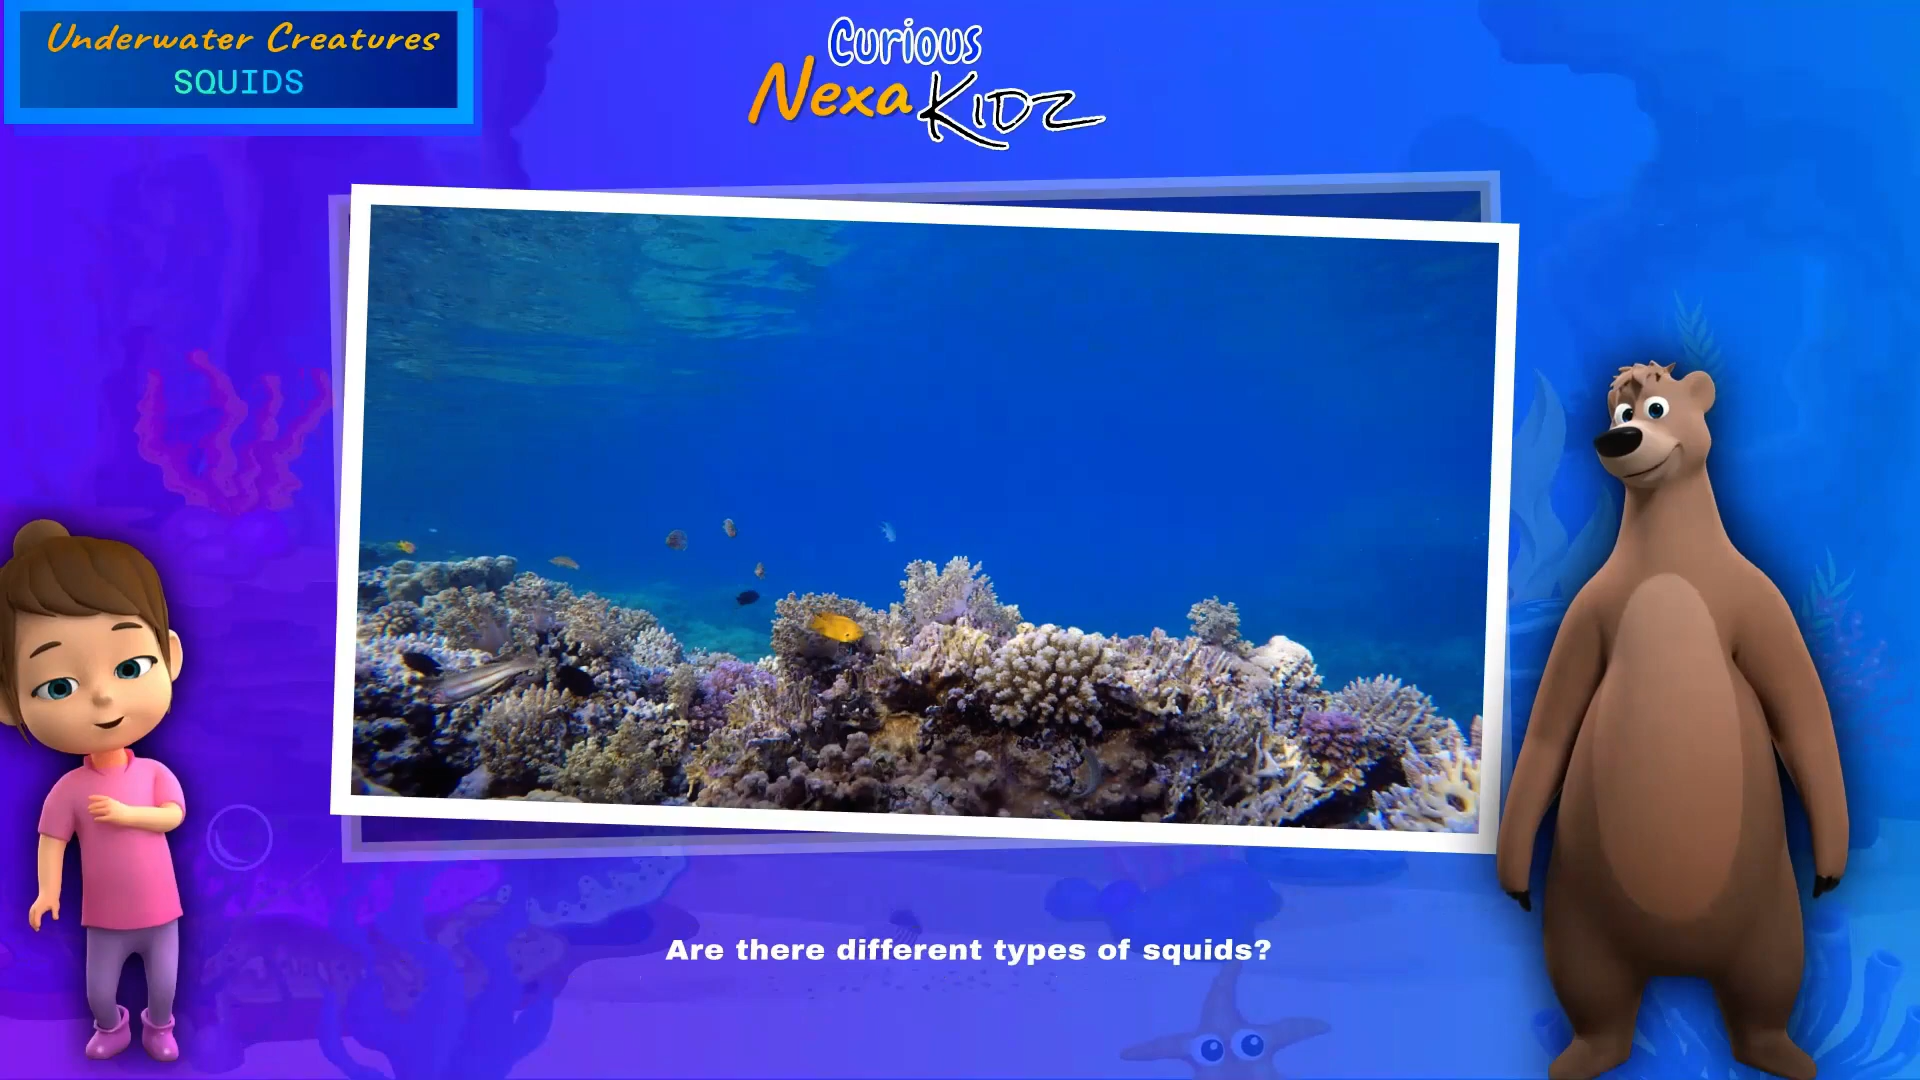 Underwater Creatures
SQUIDS
Curious
Nexa KIDZ
Are there different types of squids?